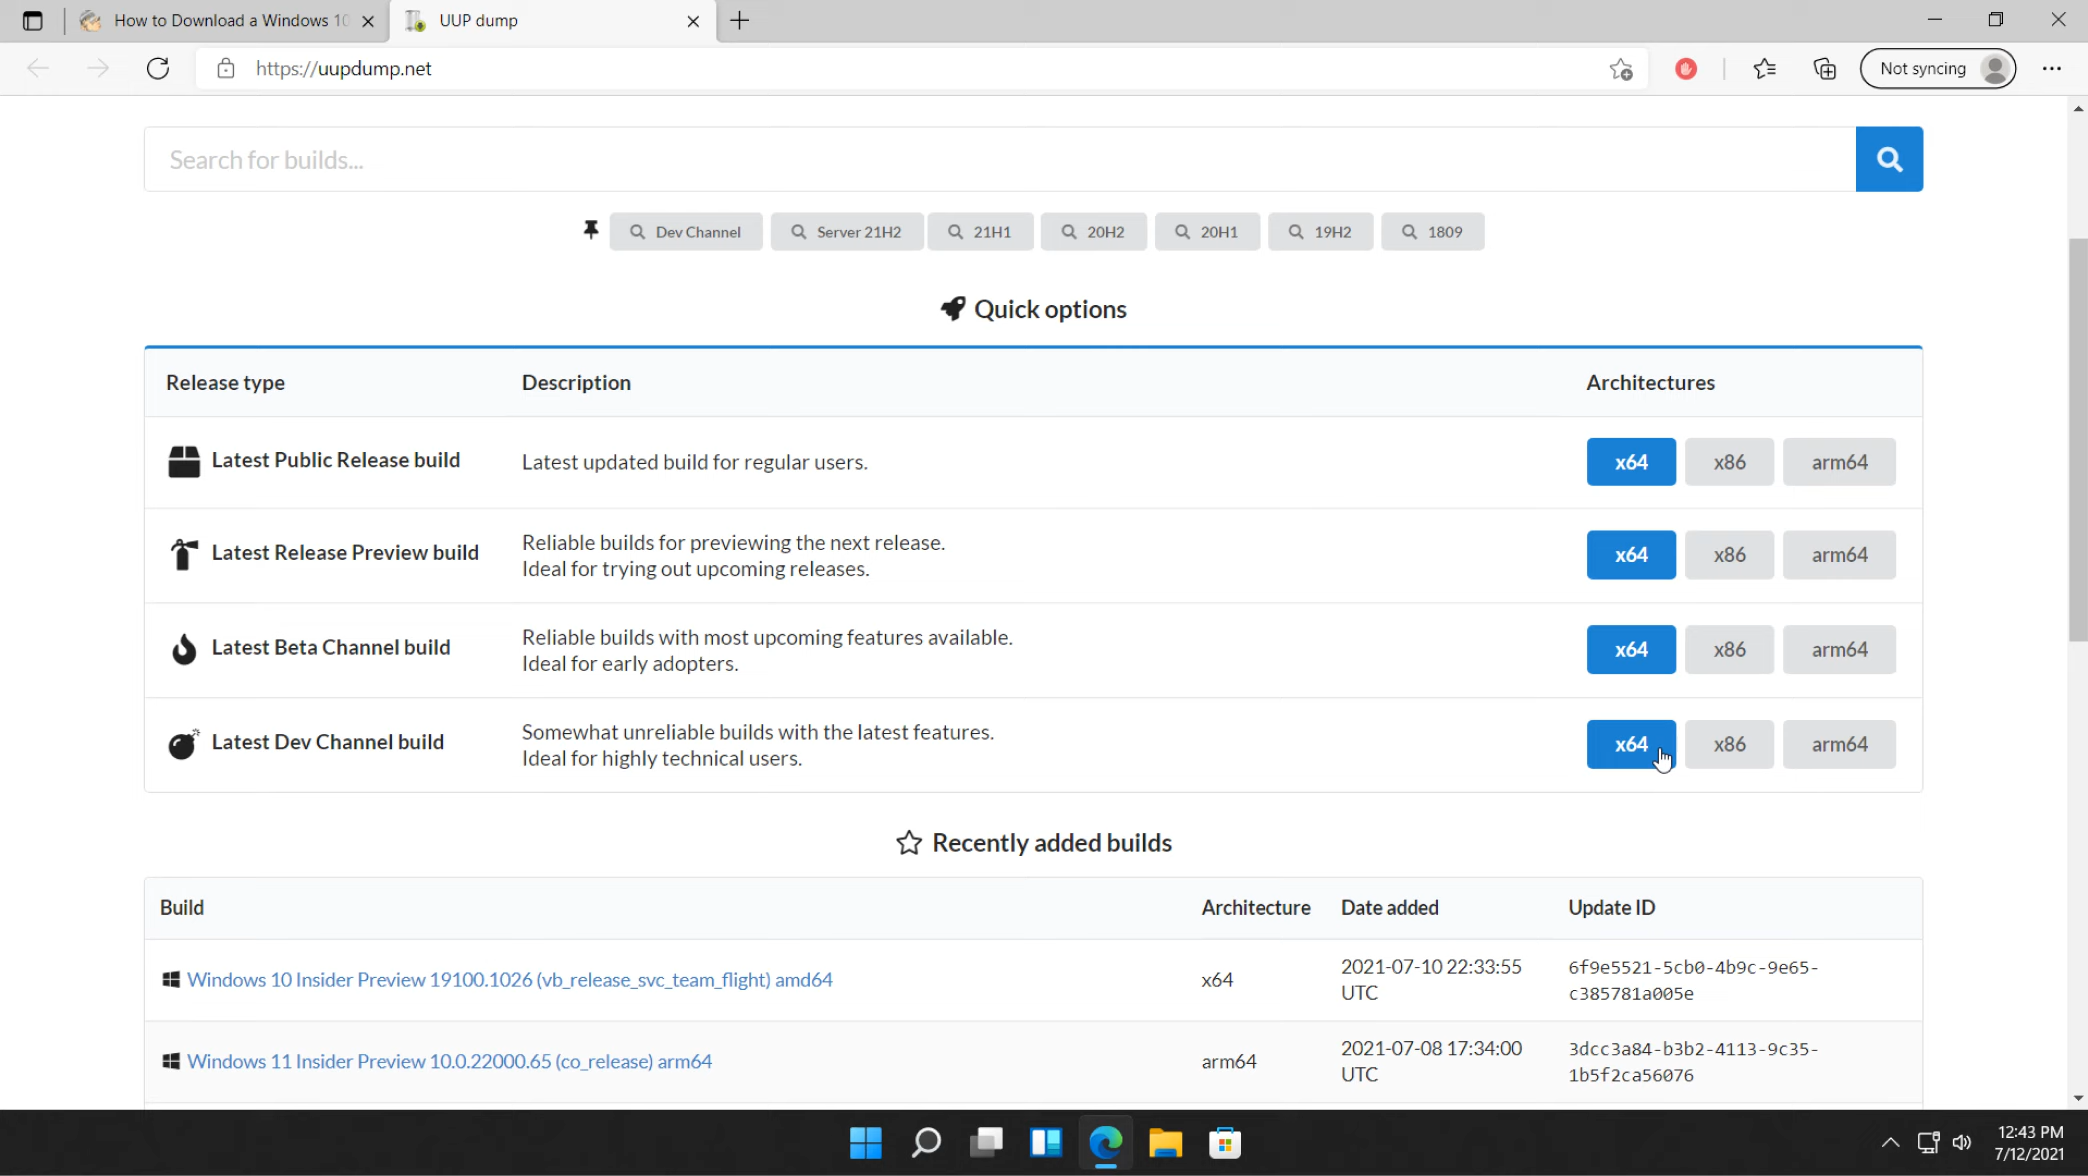 How to Download a Windows 10
UUP dump
https://uupdump.net
Not syncing
Search for builds...
Dev Channel
Server 21H2
21H1
20H2
20H1
19H2
1809
Quick options
Release type
Description
Architectures
Latest Public Release build
Latest updated build for regular users.
x64
x86
arm64
Latest Release Preview build
Reliable builds for previewing the next release.
Ideal for trying out upcoming releases.
x64
x86
arm64
Latest Beta Channel build
Reliable builds with most upcoming features available.
Ideal for early adopters.
x64
x86
arm64
Latest Dev Channel build
Somewhat unreliable builds with the latest features.
Ideal for highly technical users.
x64
x86
arm64
Recently added builds
Build
Architecture
Date added
Update ID
Windows 10 Insider Preview 19100.1026 (vb_release_svc_team_flight) amd64
x64
2021-07-10 22:33:55
UTC
6f9e5521-5cb0-4b9c-9e65-
c385781a005e
Windows 11 Insider Preview 10.0.22000.65 (co_release) arm64
arm64
2021-07-08 17:34:00
UTC
3dcc3a84-b3b2-4113-9c35-
1b5f2ca56076
12:43 PM
7/12/2021